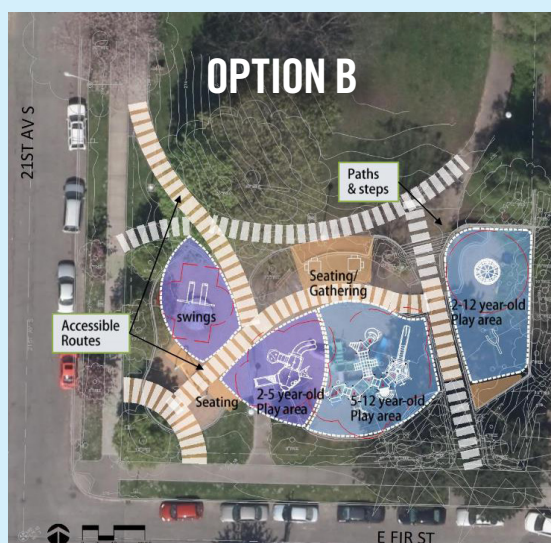 OPTION B
21ST AV S
Paths
& steps
Seating/
Gathering
2-12 year-old
Play area
swings
Accessible
Routes
2-5 year-old
Play area
5-12 year-old
Play area
Seating
E FIR ST